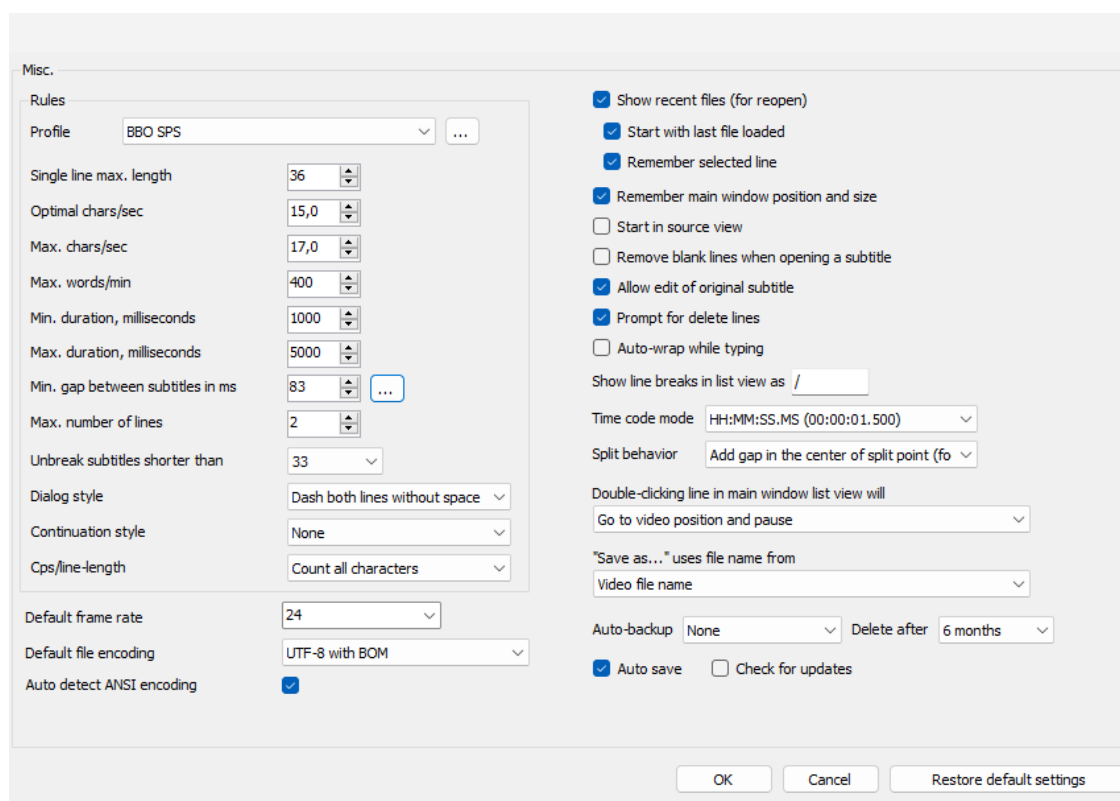 Misc.
Rules
Profile BBO SPS ...
Single line max. length 36
Optimal chars/sec 15,0
Max. chars/sec 17,0
Max. words/min 400
Min. duration, milliseconds 1000
Max. duration, milliseconds 5000
Min. gap between subtitles in ms 83 ...
Max. number of lines 2
Unbreak subtitles shorter than 33
Dialog style Dash both lines without space
Continuation style None
Cps/line-length Count all characters
Default frame rate 24
Default file encoding UTF-8 with BOM
Auto detect ANSI encoding
Show recent files (for reopen)
Start with last file loaded
Remember selected line
Remember main window position and size
Start in source view
Remove blank lines when opening a subtitle
Allow edit of original subtitle
Prompt for delete lines
Auto-wrap while typing
Show line breaks in list view as /
Time code mode HH:MM:SS.MS (00:00:01.500)
Split behavior Add gap in the center of split point (fo
Double-clicking line in main window list view will
Go to video position and pause
"Save as..." uses file name from
Video file name
Auto-backup None Delete after 6 months
Auto save Check for updates
OK Cancel Restore default settings